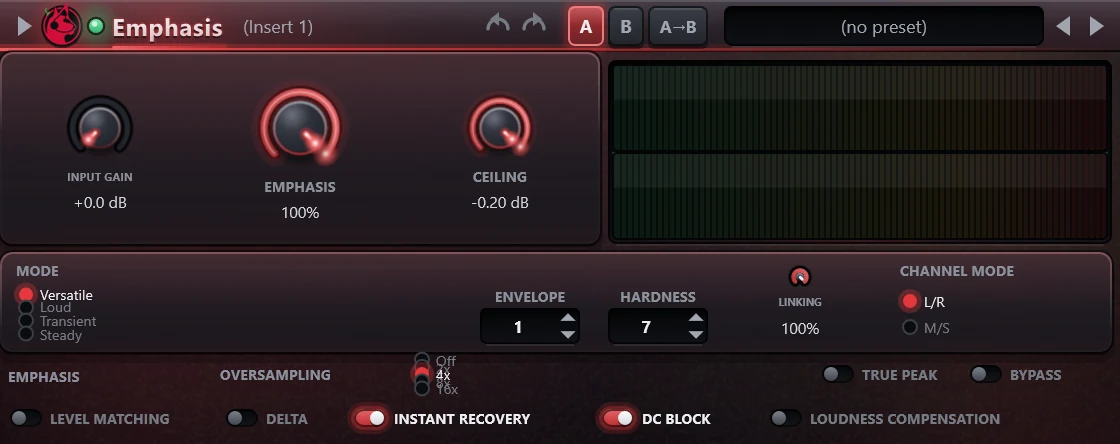 Emphasis (Insert 1) A B A→B (no preset)
INPUT GAIN
+0.0 dB
EMPHASIS
100%
CEILING
-0.20 dB
MODE
Versatile
Loud
Transient
Steady
ENVELOPE
1
HARDNESS
7
LINKING
100%
CHANNEL MODE
L/R
M/S
EMPHASIS
OVERSAMPLING
Off
4x
16x
TRUE PEAK
BYPASS
LEVEL MATCHING
DELTA
INSTANT RECOVERY
DC BLOCK
LOUDNESS COMPENSATION